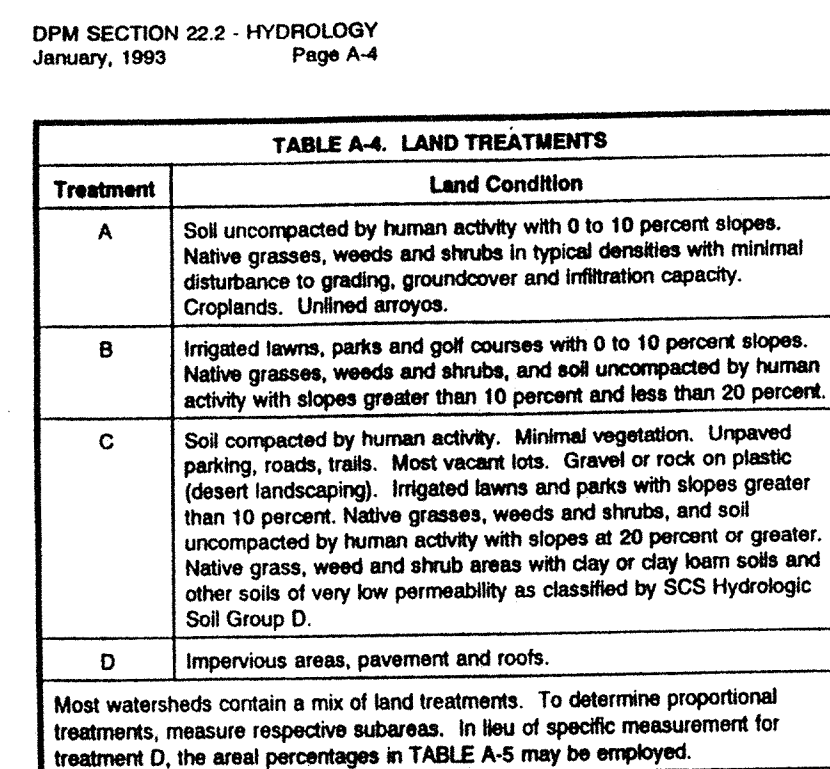 DPM SECTION 22.2 - HYDROLOGY
January, 1993 Page A-4
TABLE A-4. LAND TREATMENTS
Treatment Land Condition
A Soil uncompacted by human activity with 0 to 10 percent slopes.
Native grasses, weeds and shrubs in typical densities with minimal
disturbance to grading, groundcover and infiltration capacity.
Croplands. Unlined arroyos.
B Irrigated lawns, parks and golf courses with 0 to 10 percent slopes.
Native grasses, weeds and shrubs, and soil uncompacted by human
activity with slopes greater than 10 percent and less than 20 percent.
C Soil compacted by human activity. Minimal vegetation. Unpaved
parking, roads, trails. Most vacant lots. Gravel or rock on plastic
(desert landscaping). Irrigated lawns and parks with slopes greater
than 10 percent. Native grasses, weeds and shrubs, and soil
uncompacted by human activity with slopes at 20 percent or greater.
Native grass, weed and shrub areas with clay or clay loam soils and
other soils of very low permeability as classified by SCS Hydrologic
Soil Group D.
D Impervious areas, pavement and roofs.
Most watersheds contain a mix of land treatments. To determine proportional
treatments, measure respective subareas. In lieu of specific measurement for
treatment D, the areal percentages in TABLE A-5 may be employed.